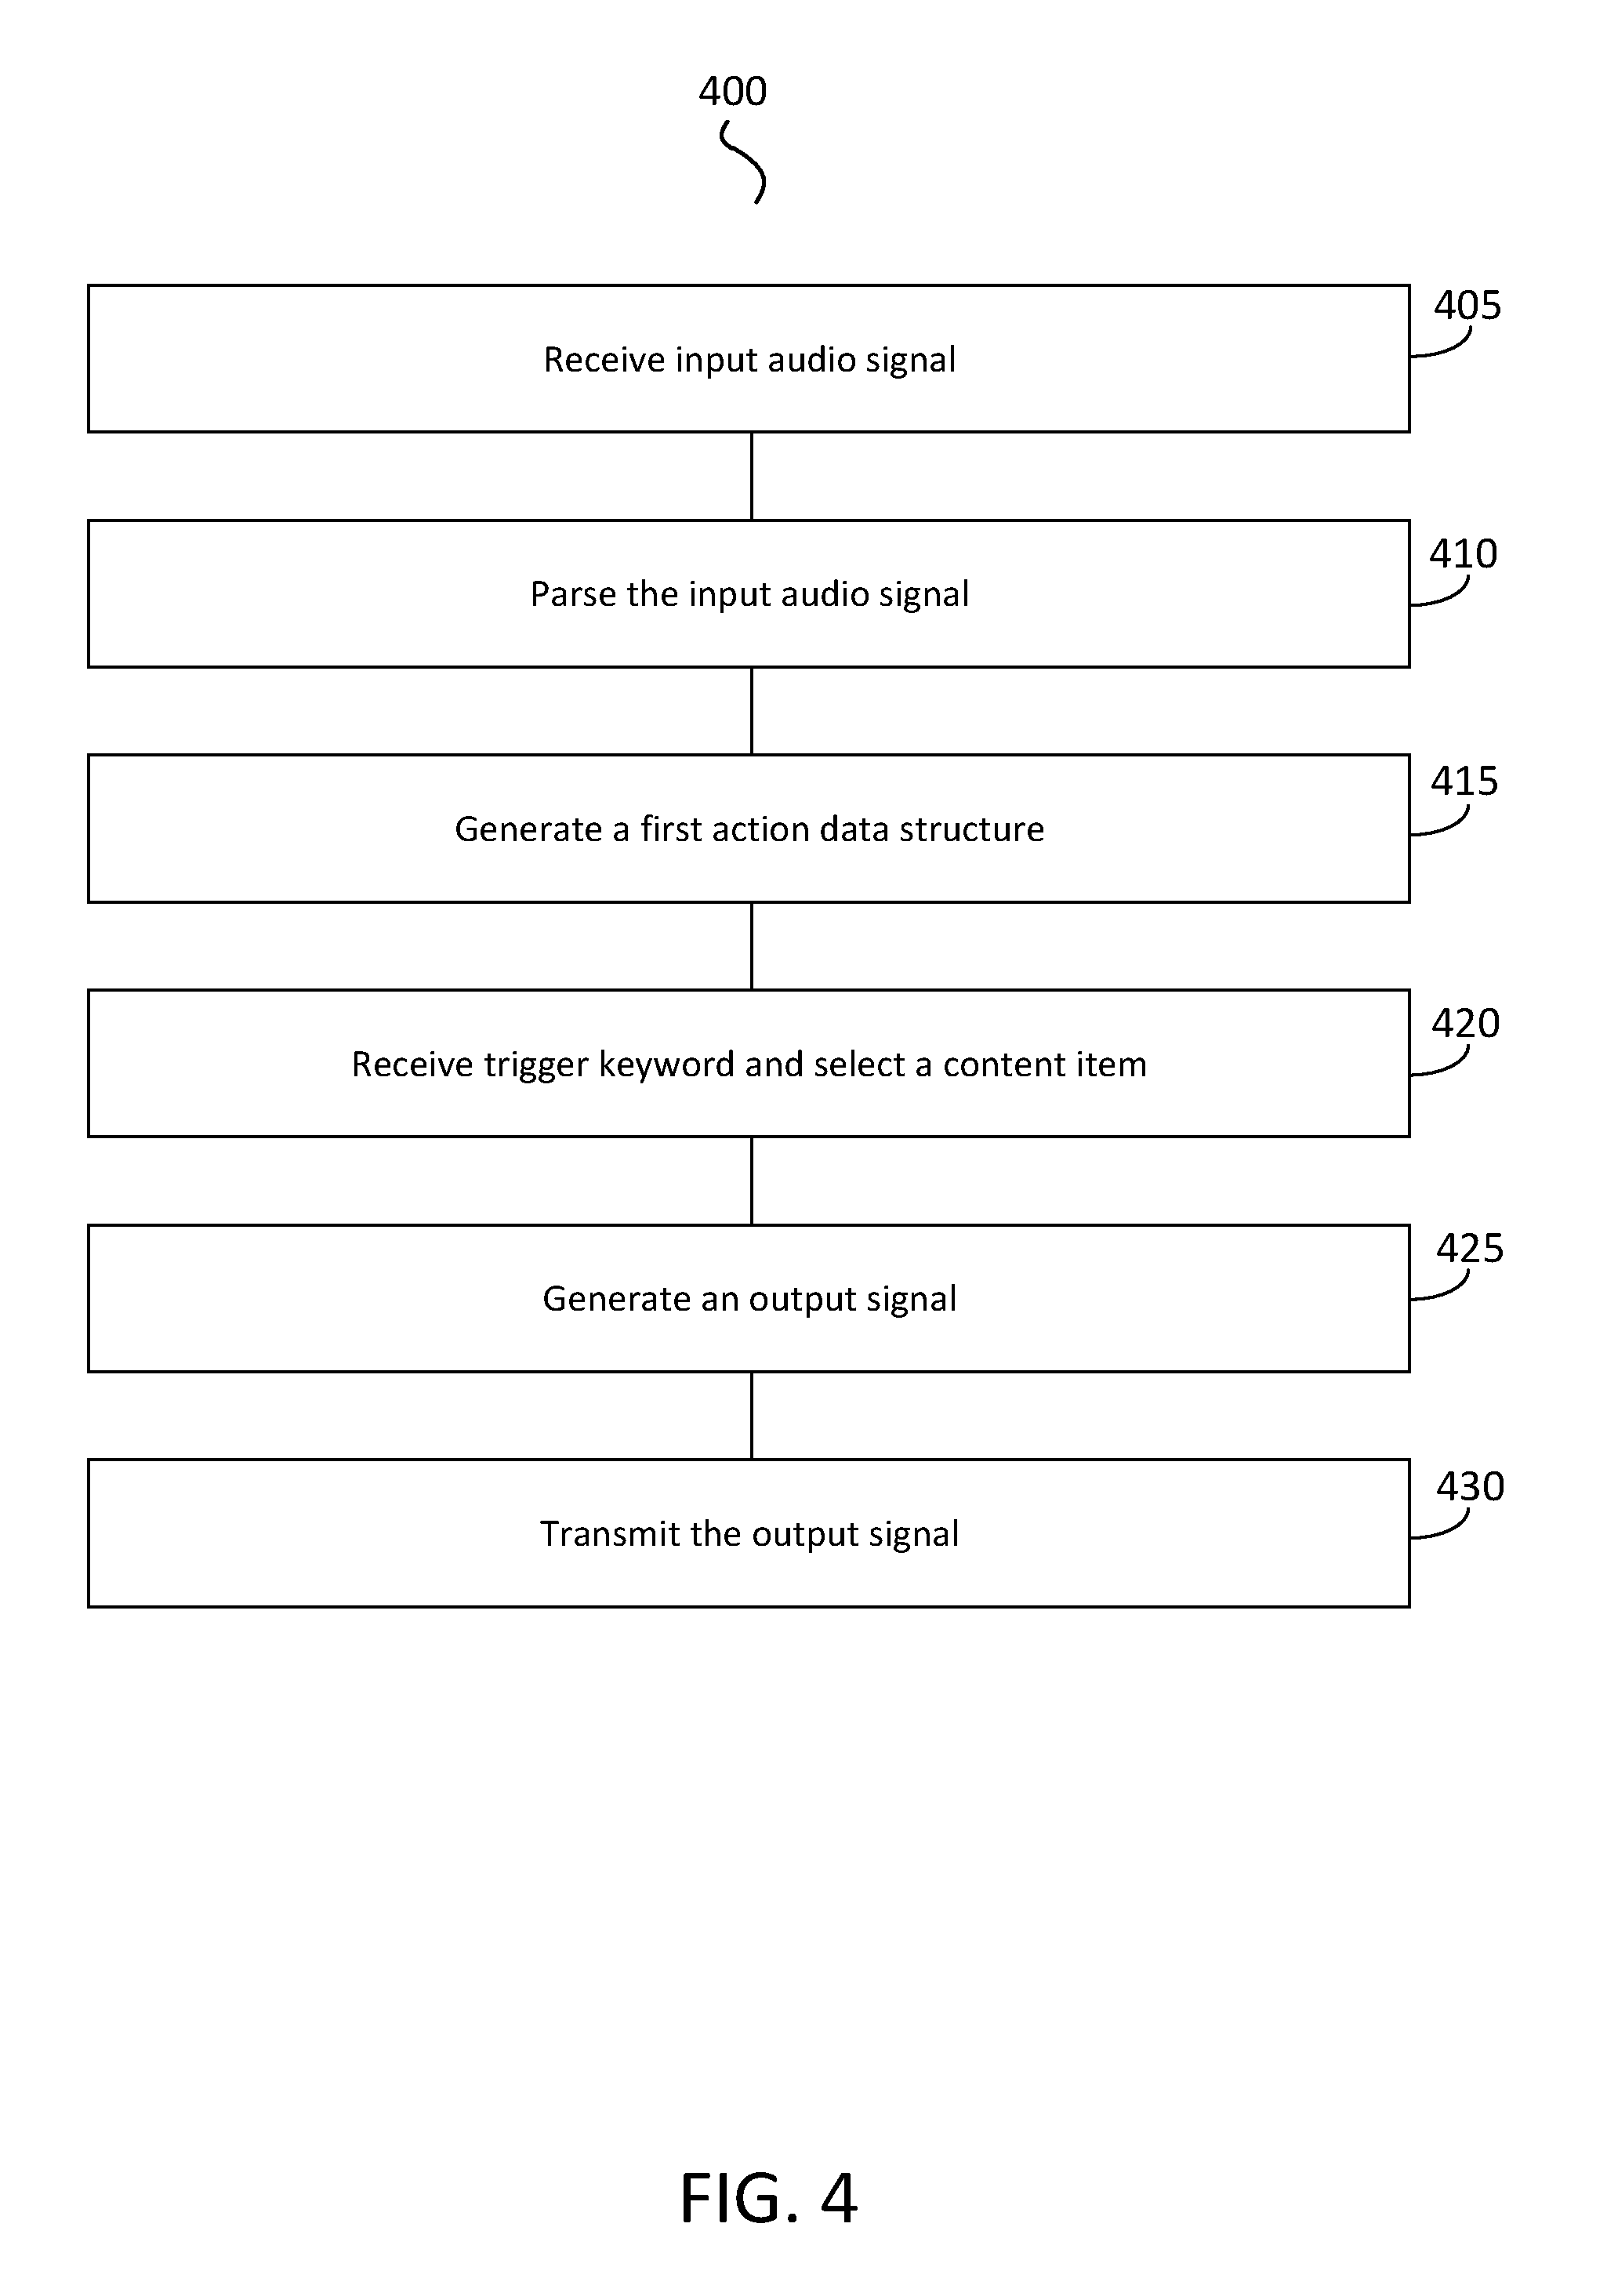 400
405
Receive input audio signal
410
Parse the input audio signal
415
Generate a first action data structure
420
Receive trigger keyword and select a content item
425
Generate an output signal
430
Transmit the output signal
FIG. 4